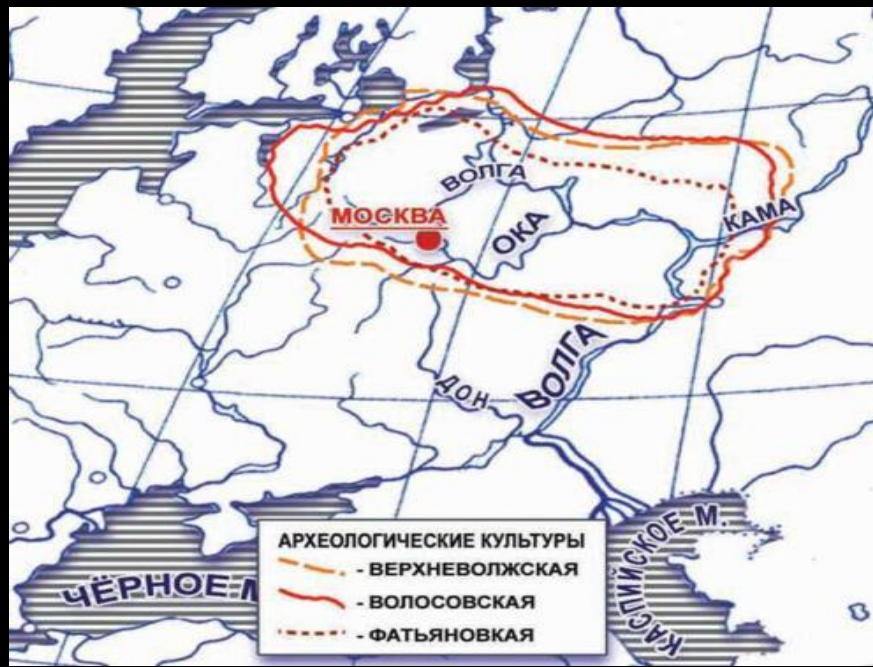 ВОЛГА
МОСКВА
ОКА
КАМА
ВОЛГА
ДОН
АРХЕОЛОГИЧЕСКИЕ КУЛЬТУРЫ
- ВЕРХНЕВОЛЖСКАЯ
- ВОЛОСОВСКАЯ
- ФАТЬЯНОВКАЯ
ЧЁРНОЕ М
КАСПИЙСКОЕ М.